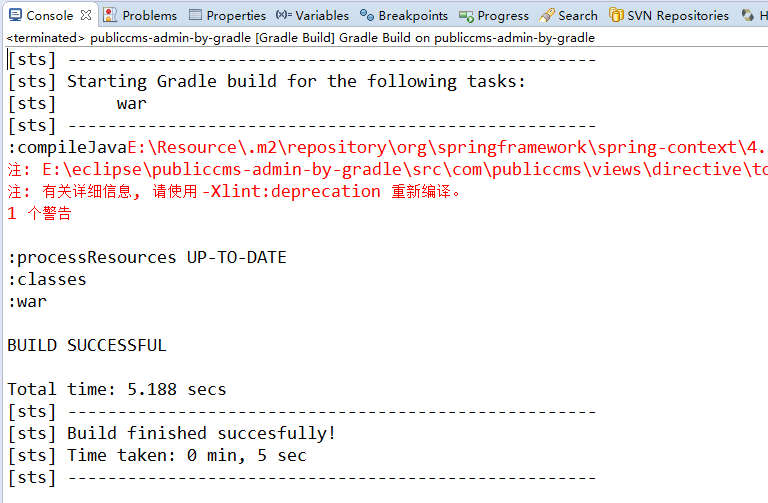 Console Problems Properties Variables Breakpoints Progress Search SVN Repositories
<terminated> publiccms-admin-by-gradle [Gradle Build] Gradle Build on publiccms-admin-by-gradle
[sts] -----------------------------------------------------
[sts] Starting Gradle build for the following tasks:
[sts]      war
[sts] -----------------------------------------------------
:compileJavaE:\Resource\.m2\repository\org\springframework\spring-context\4.
注: E:\eclipse\publiccms-admin-by-gradle\src\com\publiccms\views\directive\to
注: 有关详细信息, 请使用 -Xlint:deprecation 重新编译。
1 个警告
:processResources UP-TO-DATE
:classes
:war
BUILD SUCCESSFUL
Total time: 5.188 secs
[sts] -----------------------------------------------------
[sts] Build finished succesfully!
[sts] Time taken: 0 min, 5 sec
[sts] -----------------------------------------------------